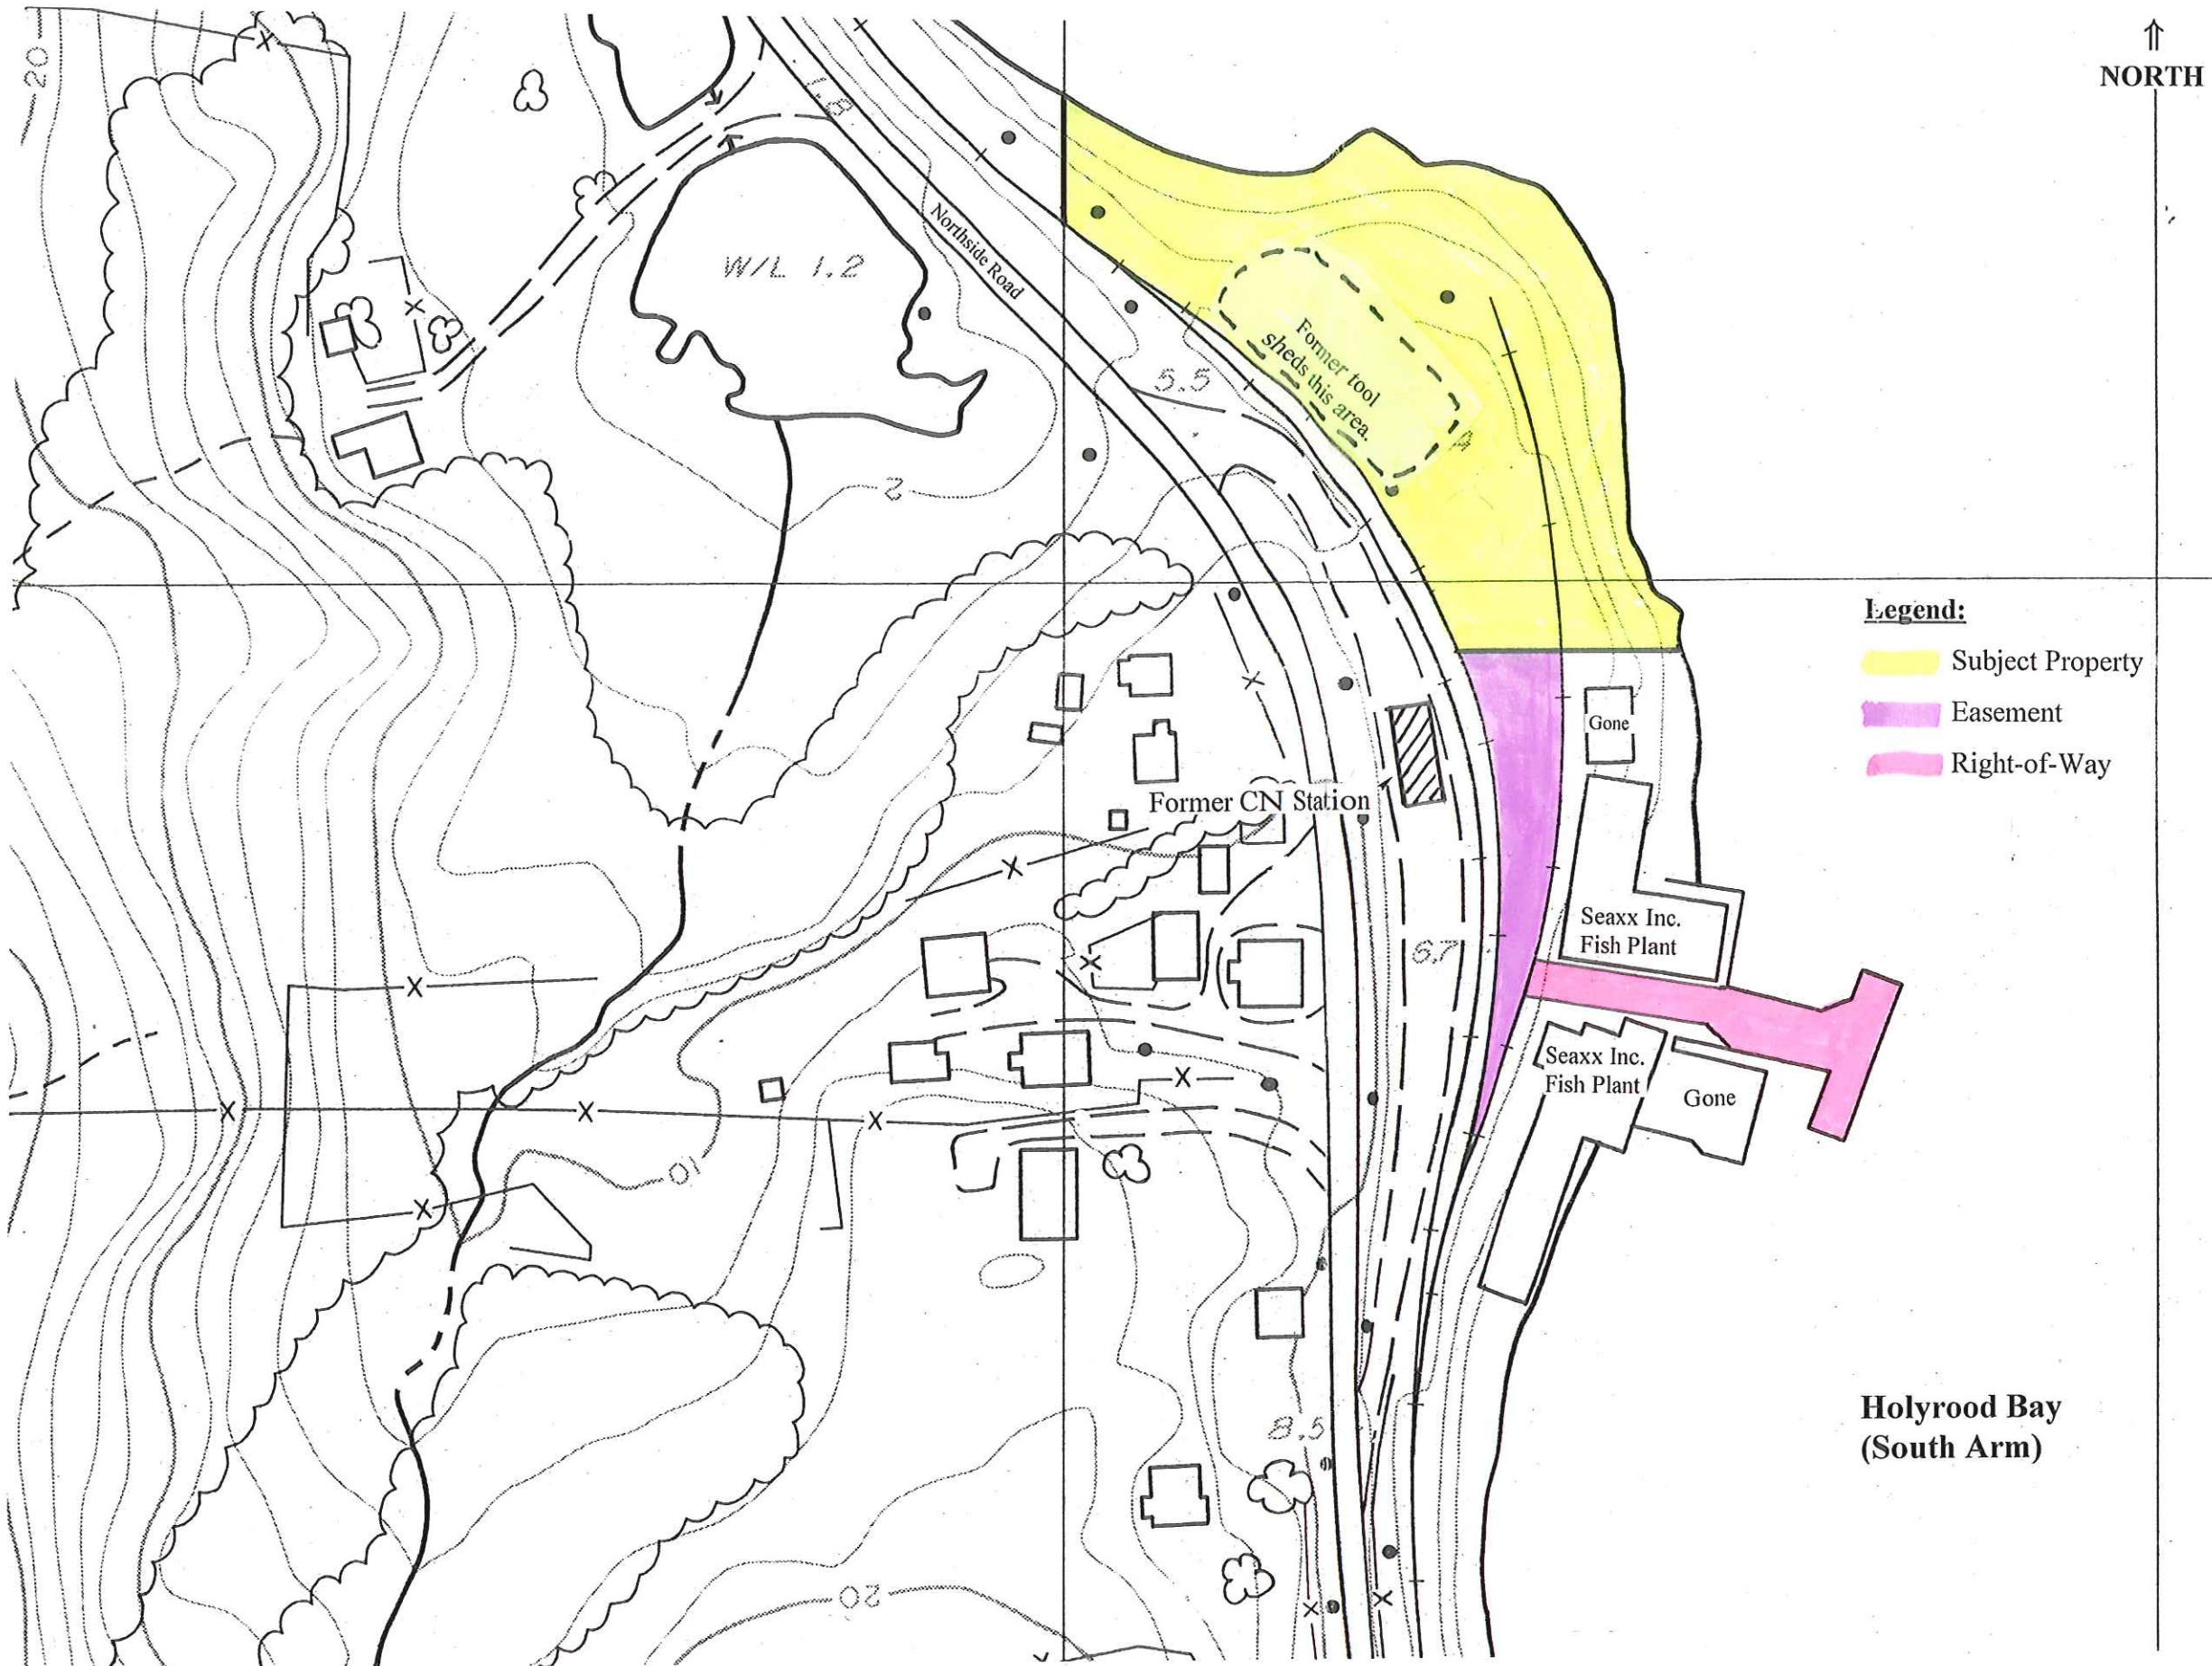 ⇑
NORTH
20
1.8
Northside Road
W/L 1.2
5.5
Former tool
sheds this area.
2
Legend:
Subject Property
Easement
Right-of-Way
Gone
Former CN Station
Seaxx Inc.
Fish Plant
6.7
Seaxx Inc.
Fish Plant
Gone
10
Holyrood Bay
(South Arm)
8.5
20